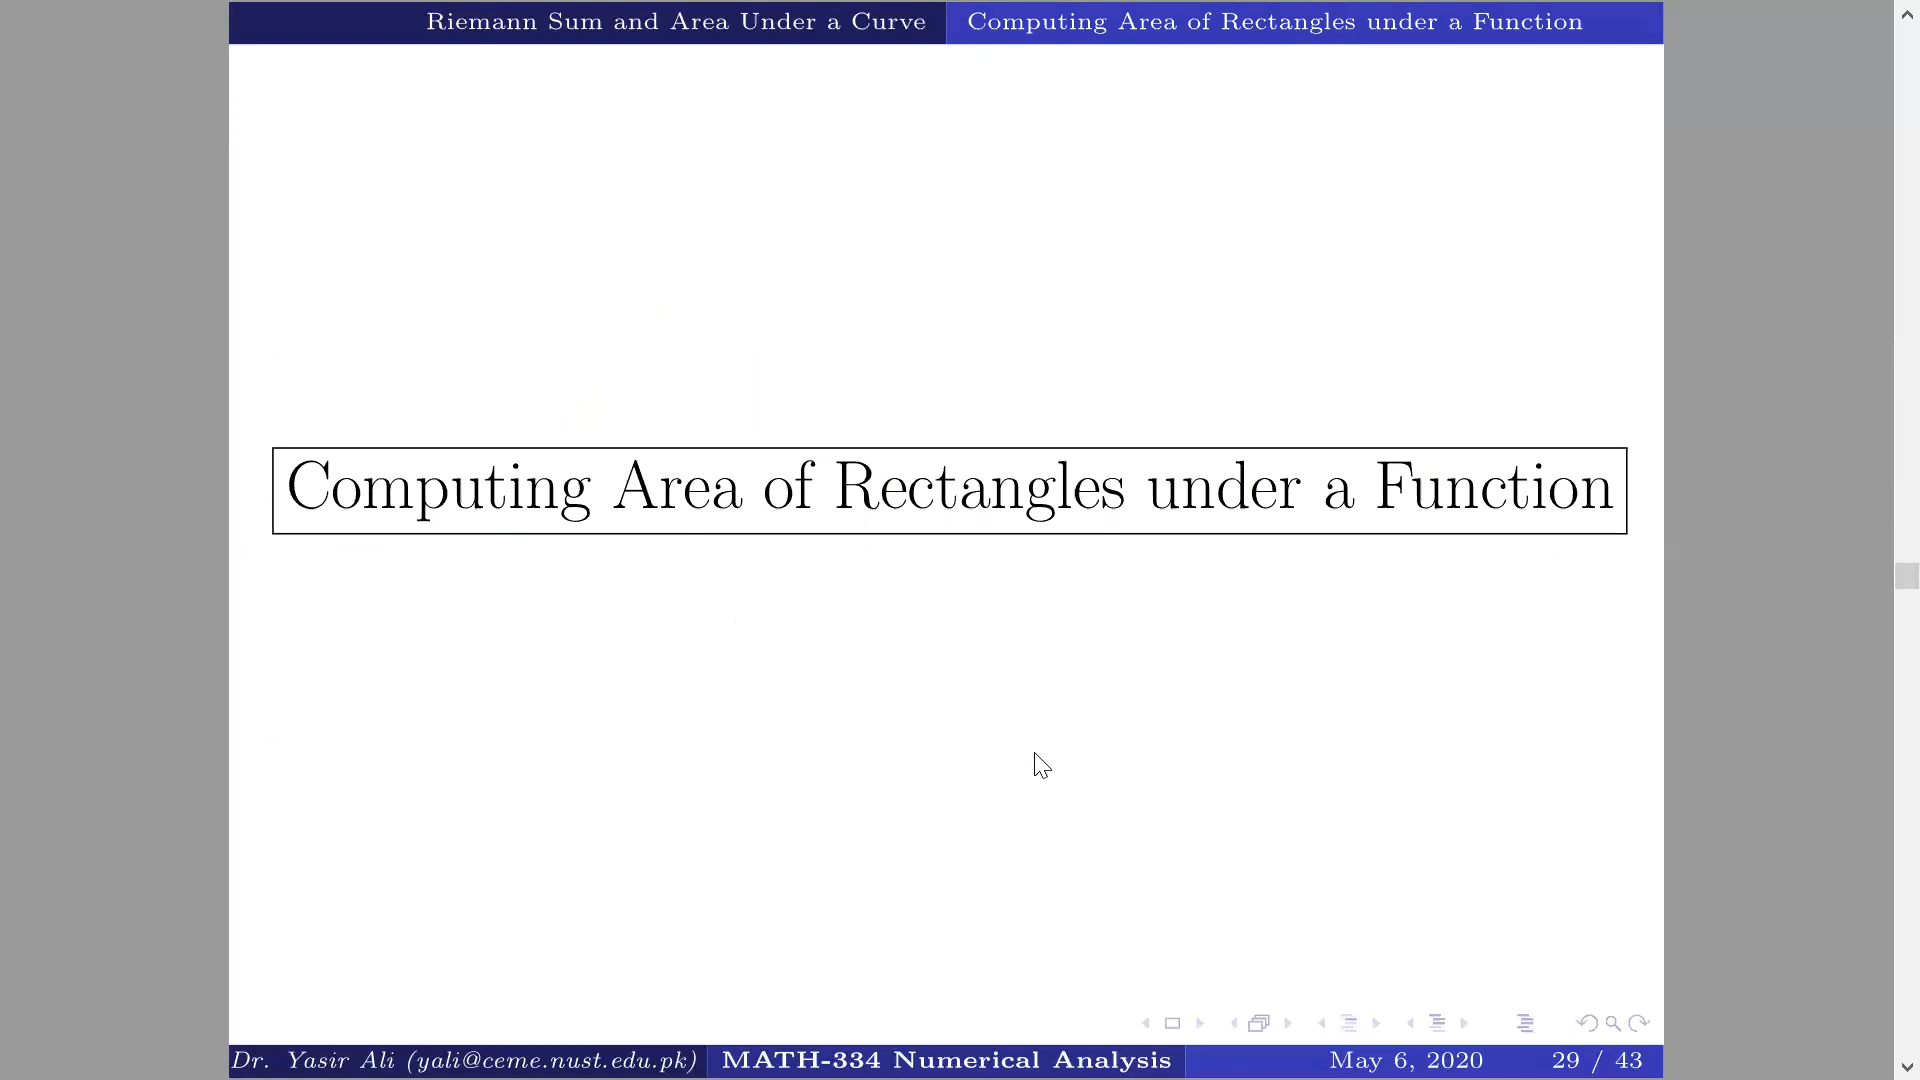 Riemann Sum and Area Under a Curve Computing Area of Rectangles under a Function
Computing Area of Rectangles under a Function
Dr. Yasir Ali (yali@ceme.nust.edu.pk) MATH-334 Numerical Analysis May 6, 2020 29 / 43